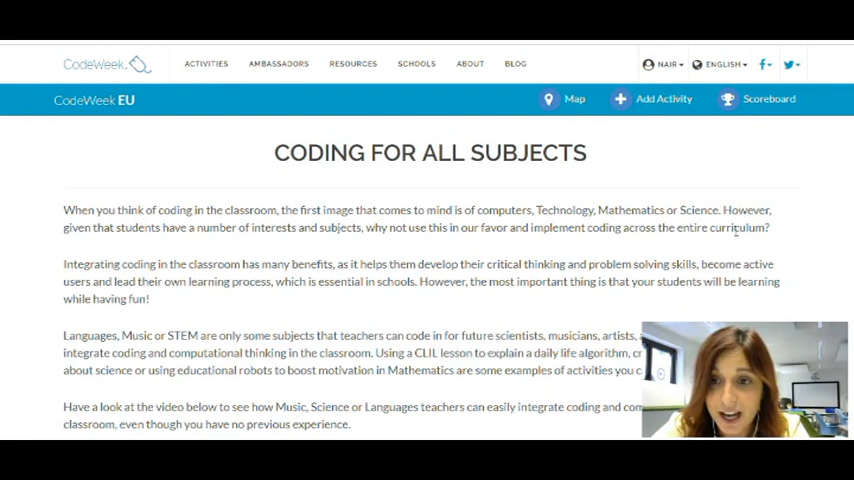 CodeWeek.
ACTIVITIES AMBASSADORS RESOURCES SCHOOLS ABOUT BLOG
NAIR ENGLISH
CodeWeek EU
Map Add Activity Scoreboard
CODING FOR ALL SUBJECTS
When you think of coding in the classroom, the first image that comes to mind is of computers, Technology, Mathematics or Science. However,
given that students have a number of interests and subjects, why not use this in our favor and implement coding across the entire curriculum?
Integrating coding in the classroom has many benefits, as it helps them develop their critical thinking and problem solving skills, become active
users and lead their own learning process, which is essential in schools. However, the most important thing is that your students will be learning
while having fun!
Languages, Music or STEM are only some subjects that teachers can code in for future scientists, musicians, artists,
integrate coding and computational thinking in the classroom. Using a CLIL lesson to explain a daily life algorithm,
about science or using educational robots to boost motivation in Mathematics are some examples of activities you
Have a look at the video below to see how Music, Science or Languages teachers can easily integrate coding and
classroom, even though you have no previous experience.